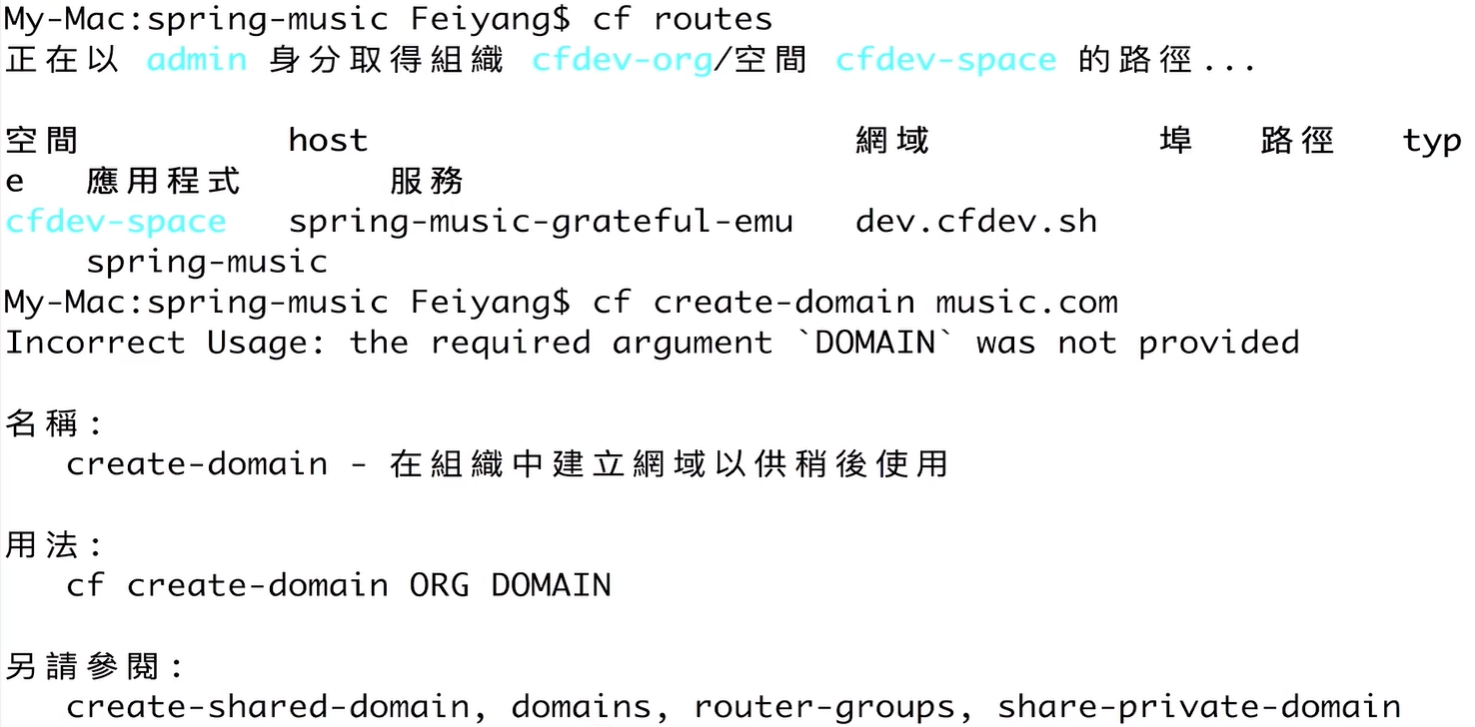 My-Mac:spring-music Feiyang$ cf routes
正在以 admin 身分取得組織 cfdev-org/空間 cfdev-space 的路徑...
空間 host 網域 埠 路徑 typ
e 應用程式 服務
cfdev-space spring-music-grateful-emu dev.cfdev.sh
spring-music
My-Mac:spring-music Feiyang$ cf create-domain music.com
Incorrect Usage: the required argument `DOMAIN` was not provided
名稱:
create-domain - 在組織中建立網域以供稍後使用
用法:
cf create-domain ORG DOMAIN
另請參閱:
create-shared-domain, domains, router-groups, share-private-domain